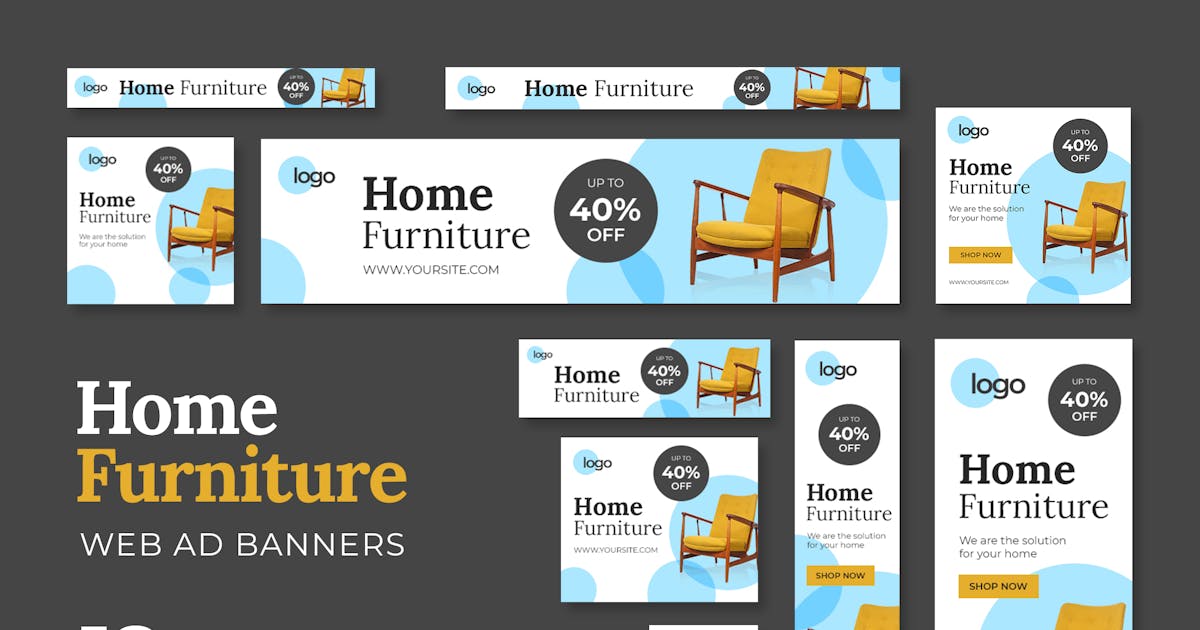 logo
Home Furniture
UP TO
40%
OFF
logo
Home Furniture
UP TO
40%
OFF
logo
UP TO
40%
OFF
Home
Furniture
We are the solution
for your home
logo
Home
Furniture
WWW.YOURSITE.COM
UP TO
40%
OFF
logo
UP TO
40%
OFF
Home
Furniture
We are the solution
for your home
SHOP NOW
WWW.YOURSITE.COM
Home
Furniture
WEB AD BANNERS
logo
Home
Furniture
UP TO
40%
OFF
logo
UP TO
40%
OFF
Home
Furniture
WWW.YOURSITE.COM
logo
UP TO
40%
OFF
Home
Furniture
We are the solution
for your home
SHOP NOW
logo
UP TO
40%
OFF
Home
Furniture
We are the solution
for your home
SHOP NOW